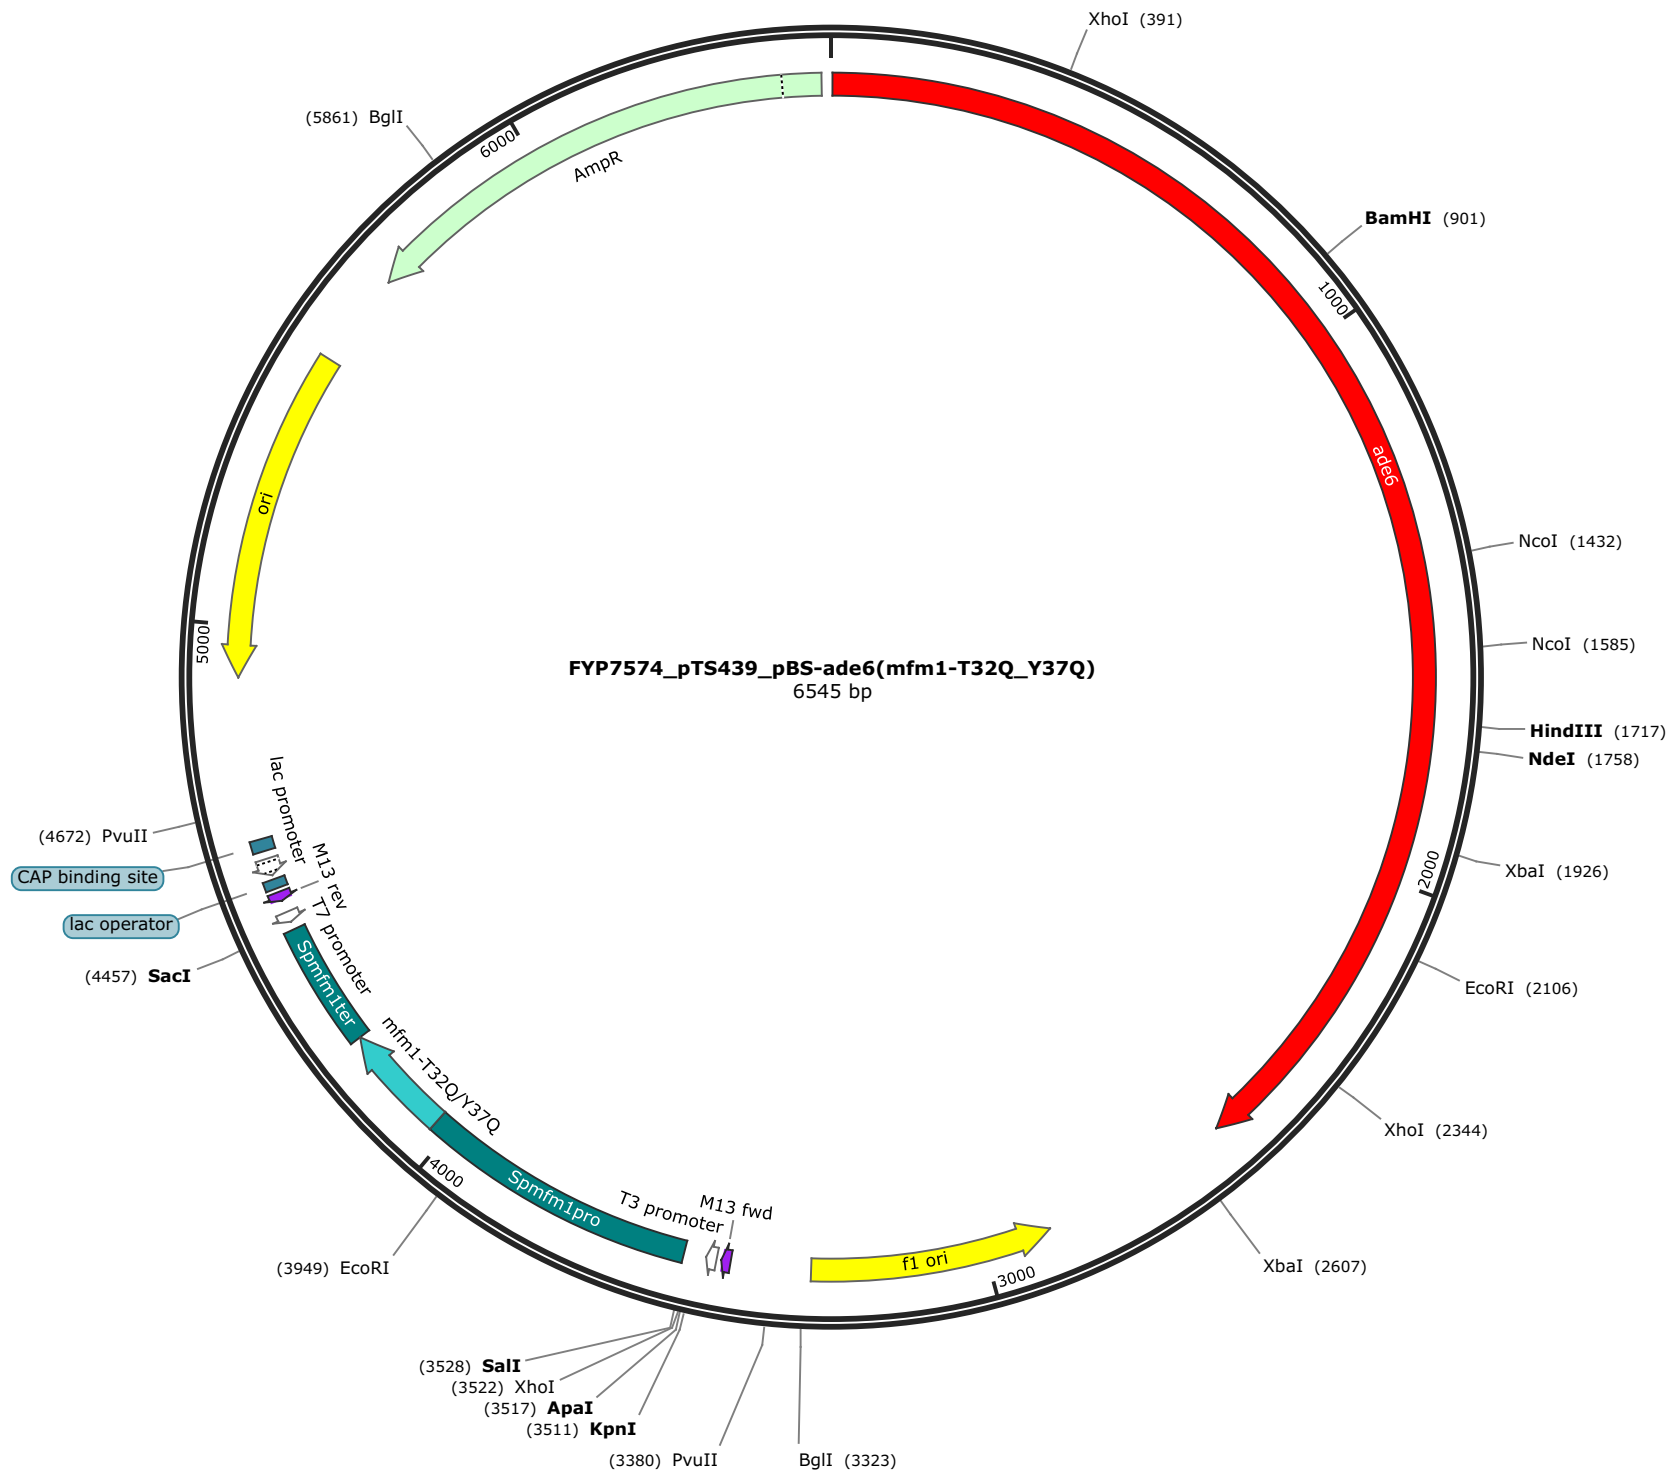 XhoI (391)
(5861) BglI
6000
AmpR
BamHI (901)
1000
ade6
ori
NcoI (1432)
5000
NcoI (1585)
FYP7574_pTS439_pBS-ade6(mfm1-T32Q_Y37Q)
6545 bp
HindIII (1717)
NdeI (1758)
lac promoter
(4672) PvuII
M13 rev
CAP binding site
2000
XbaI (1926)
T7 promoter
lac operator
(4457) SacI
Spmfm1ter
EcoRI (2106)
mfm1-T32Q/Y37Q
XhoI (2344)
4000
Spmfm1pro
T3 promoter
M13 fwd
f1 ori
3000
(3949) EcoRI
XbaI (2607)
(3528) SalI
(3522) XhoI
(3517) ApaI
(3511) KpnI
(3380) PvuII
BglI (3323)